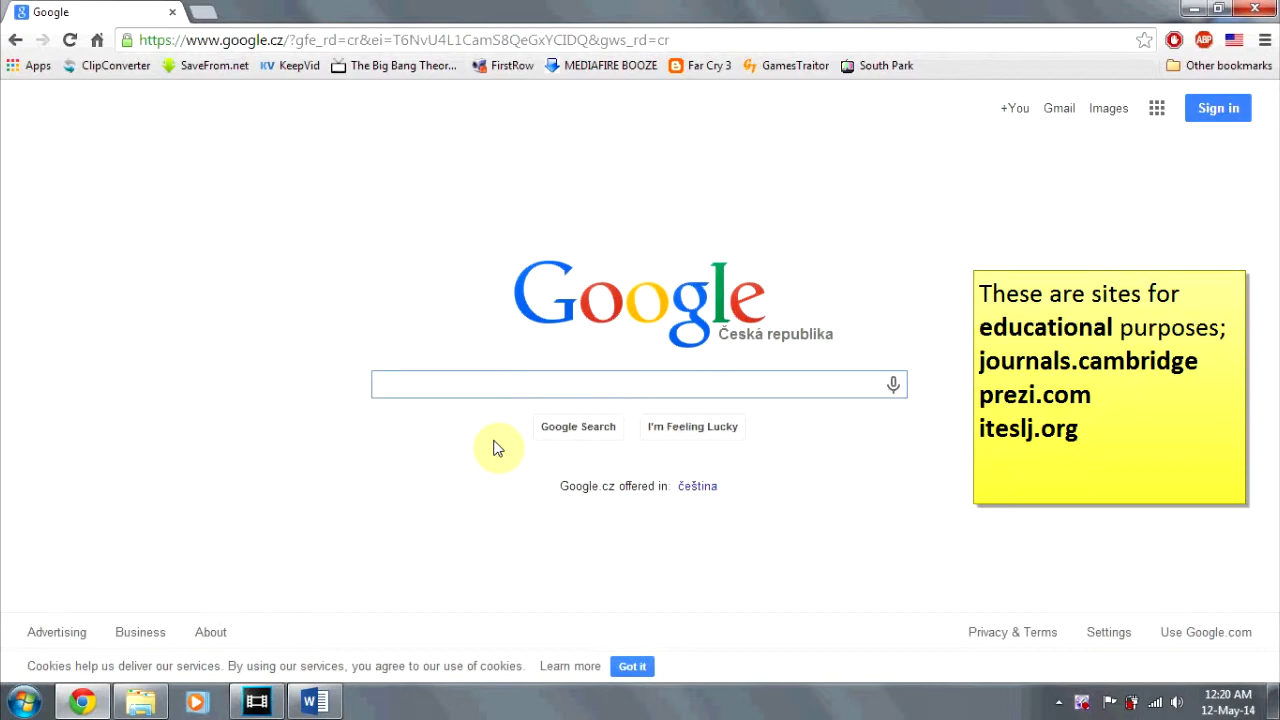 Google
https://www.google.cz/?gfe_rd=cr&ei=T6NvU4L1CamS8QeGxYCIDQ&gws_rd=cr
Apps ClipConverter SaveFrom.net KV KeepVid The Big Bang Theor... FirstRow MEDIAFIRE BOOZE Far Cry 3 GamesTraitor South Park Other bookmarks
+You Gmail Images Sign in
Google
Česká republika
Google Search I'm Feeling Lucky
Google.cz offered in: čeština
These are sites for
educational purposes;
journals.cambridge
prezi.com
iteslj.org
Advertising Business About Privacy & Terms Settings Use Google.com
Cookies help us deliver our services. By using our services, you agree to our use of cookies. Learn more Got it
12:20 AM
12-May-14